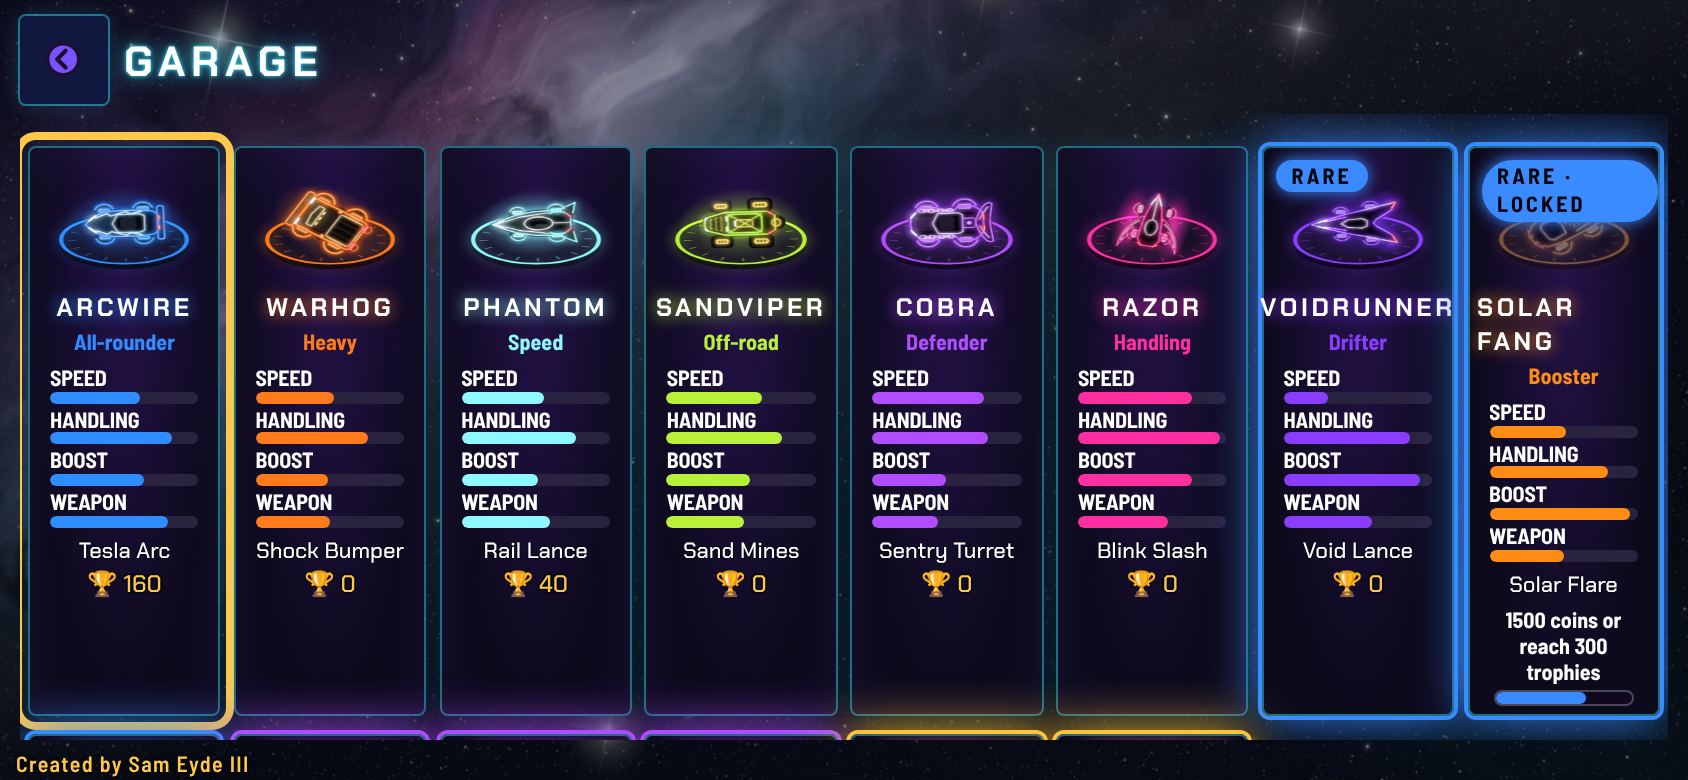 GARAGE
ARCWIRE
All-rounder
SPEED
HANDLING
BOOST
WEAPON
Tesla Arc
🏆 160
WARHOG
Heavy
SPEED
HANDLING
BOOST
WEAPON
Shock Bumper
🏆 0
PHANTOM
Speed
SPEED
HANDLING
BOOST
WEAPON
Rail Lance
🏆 40
SANDVIPER
Off-road
SPEED
HANDLING
BOOST
WEAPON
Sand Mines
🏆 0
COBRA
Defender
SPEED
HANDLING
BOOST
WEAPON
Sentry Turret
🏆 0
RAZOR
Handling
SPEED
HANDLING
BOOST
WEAPON
Blink Slash
🏆 0
RARE
VOIDRUNNER
Drifter
SPEED
HANDLING
BOOST
WEAPON
Void Lance
🏆 0
RARE ·
LOCKED
SOLAR
FANG
Booster
SPEED
HANDLING
BOOST
WEAPON
Solar Flare
1500 coins or
reach 300
trophies
Created by Sam Eyde III